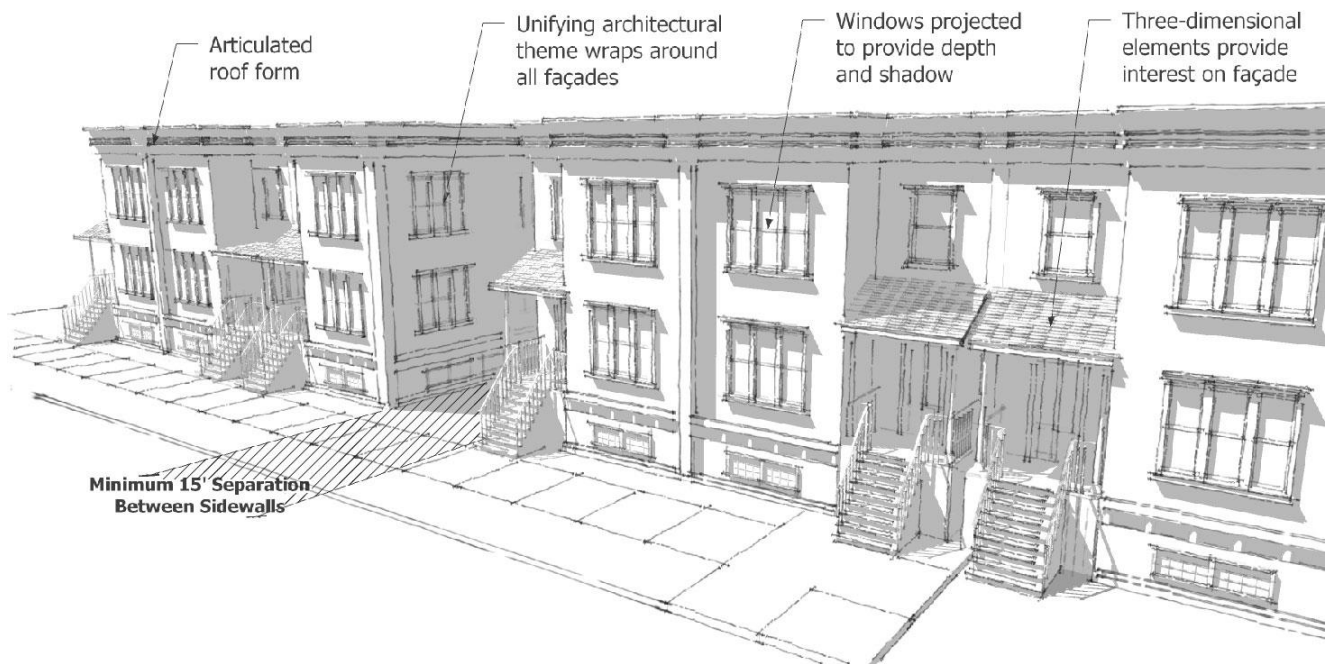 Articulated
roof form
Unifying architectural
theme wraps around
all façades
Windows projected
to provide depth
and shadow
Three-dimensional
elements provide
interest on façade
Minimum 15' Separation
Between Sidewalls